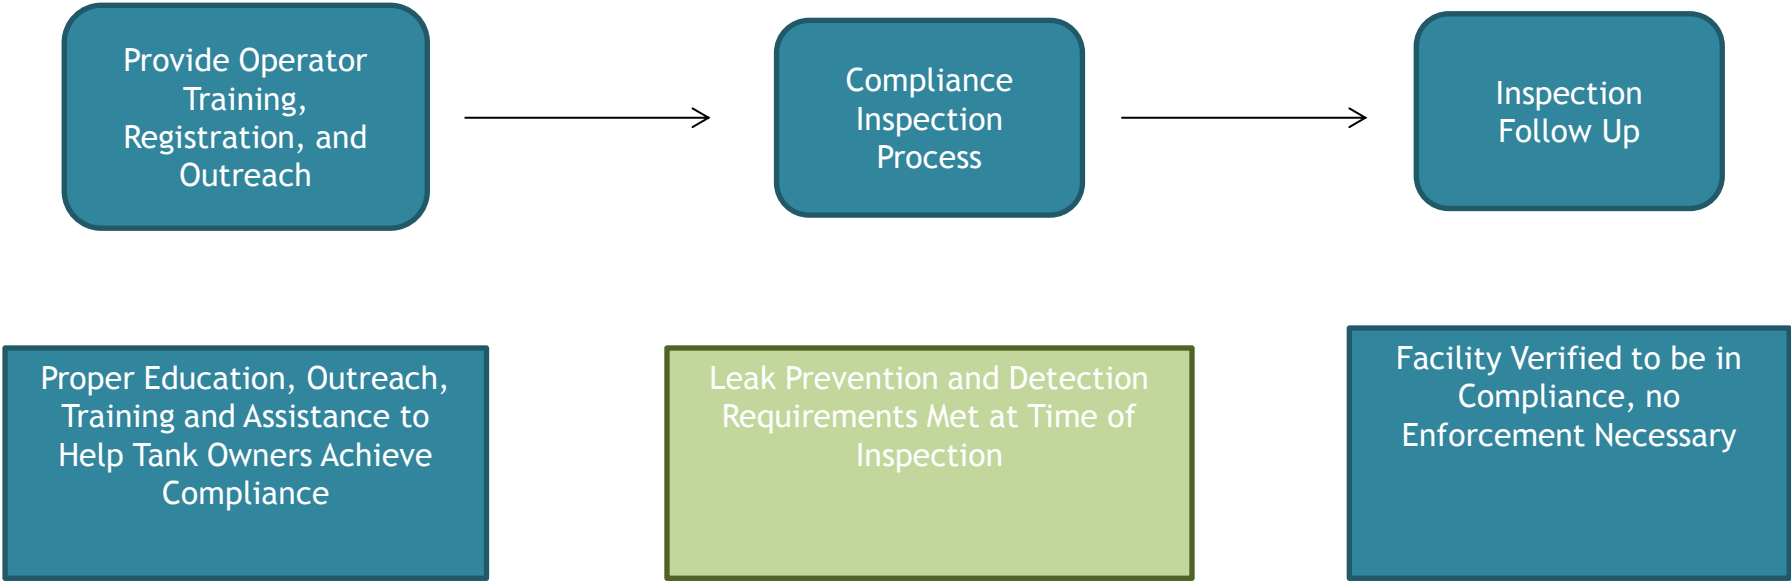 Provide Operator
Training,
Registration, and
Outreach
Compliance
Inspection
Process
Inspection
Follow Up
Proper Education, Outreach,
Training and Assistance to
Help Tank Owners Achieve
Compliance
Leak Prevention and Detection
Requirements Met at Time of
Inspection
Facility Verified to be in
Compliance, no
Enforcement Necessary